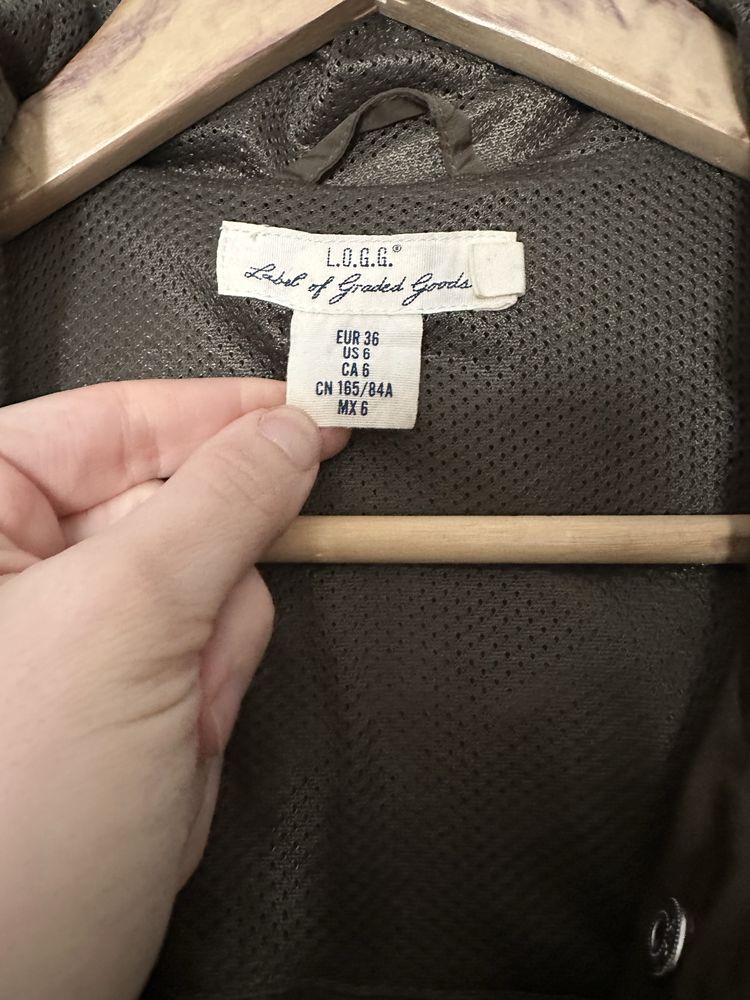 L.O.G.G.®
Label of Graded Goods
EUR 36
US 6
CA 6
CN 165/84A
MX 6